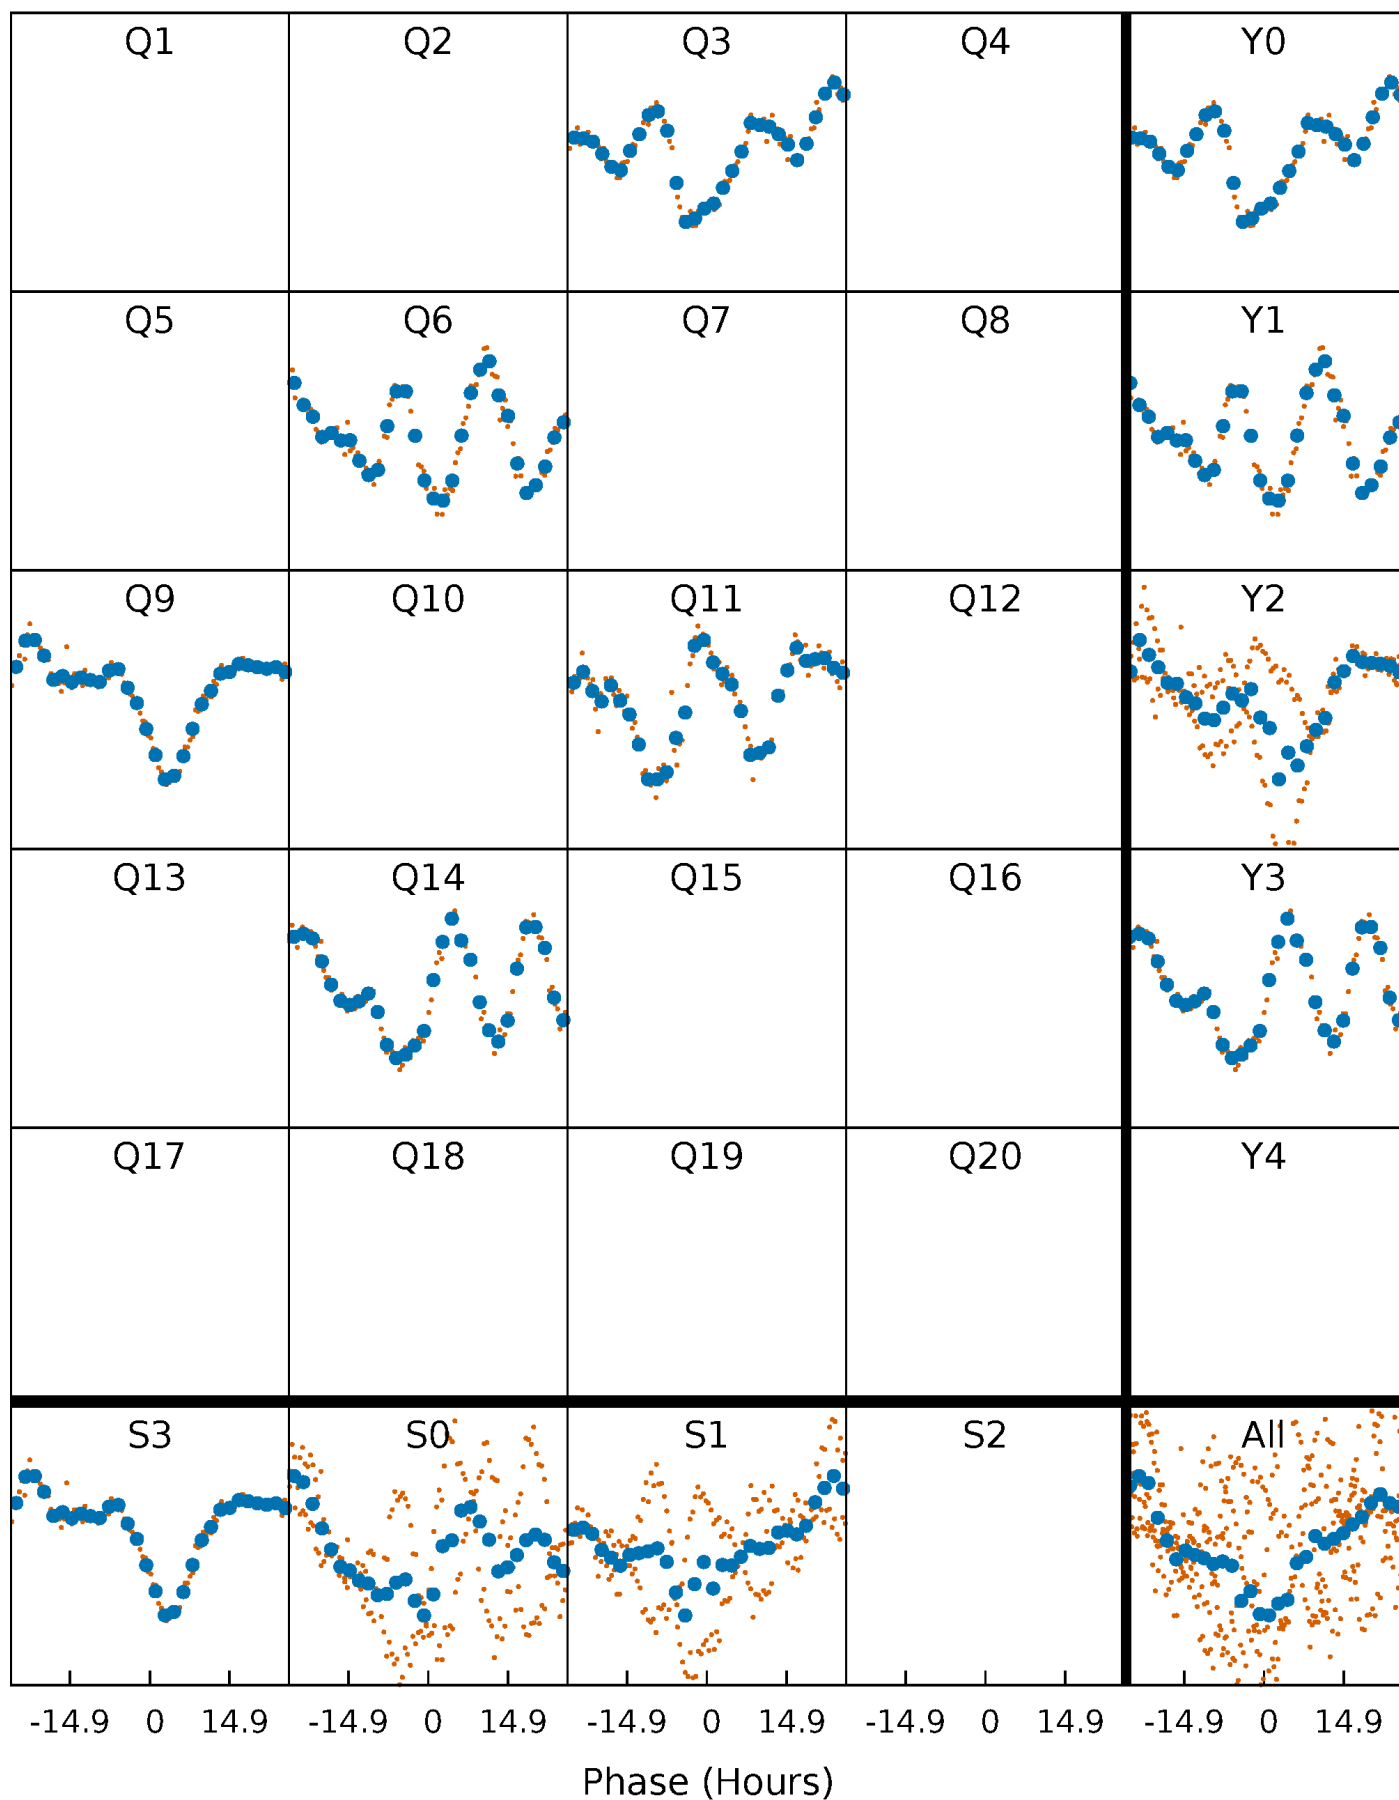 Q1 Q2 Q3 Q4 Y0
Q5 Q6 Q7 Q8 Y1
Q9 Q10 Q11 Q12 Y2
Q13 Q14 Q15 Q16 Y3
Q17 Q18 Q19 Q20 Y4
S3 S0 S1 S2 All
-14.9 0 14.9 -14.9 0 14.9 -14.9 0 14.9 -14.9 0 14.9 -14.9 0 14.9
Phase (Hours)